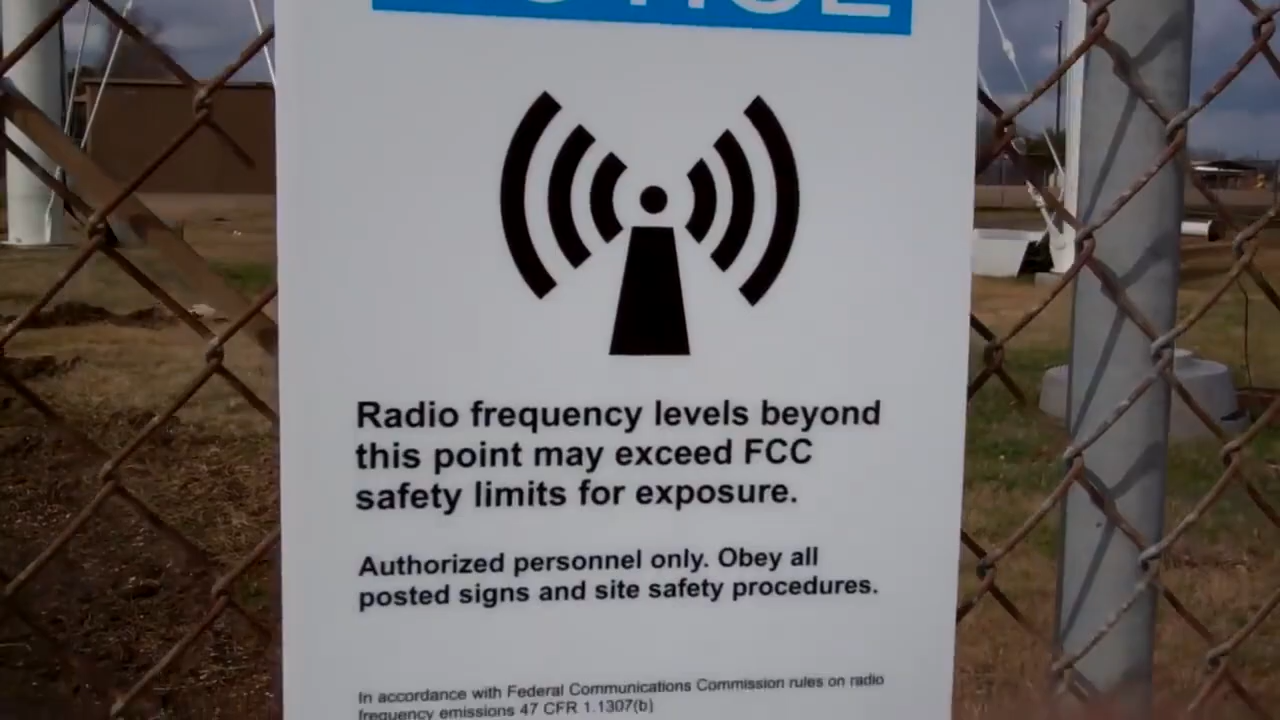 NOTICE
Radio frequency levels beyond
this point may exceed FCC
safety limits for exposure.
Authorized personnel only. Obey all
posted signs and site safety procedures.
In accordance with Federal Communications Commission rules on radio
frequency emissions 47 CFR 1.1307(b)